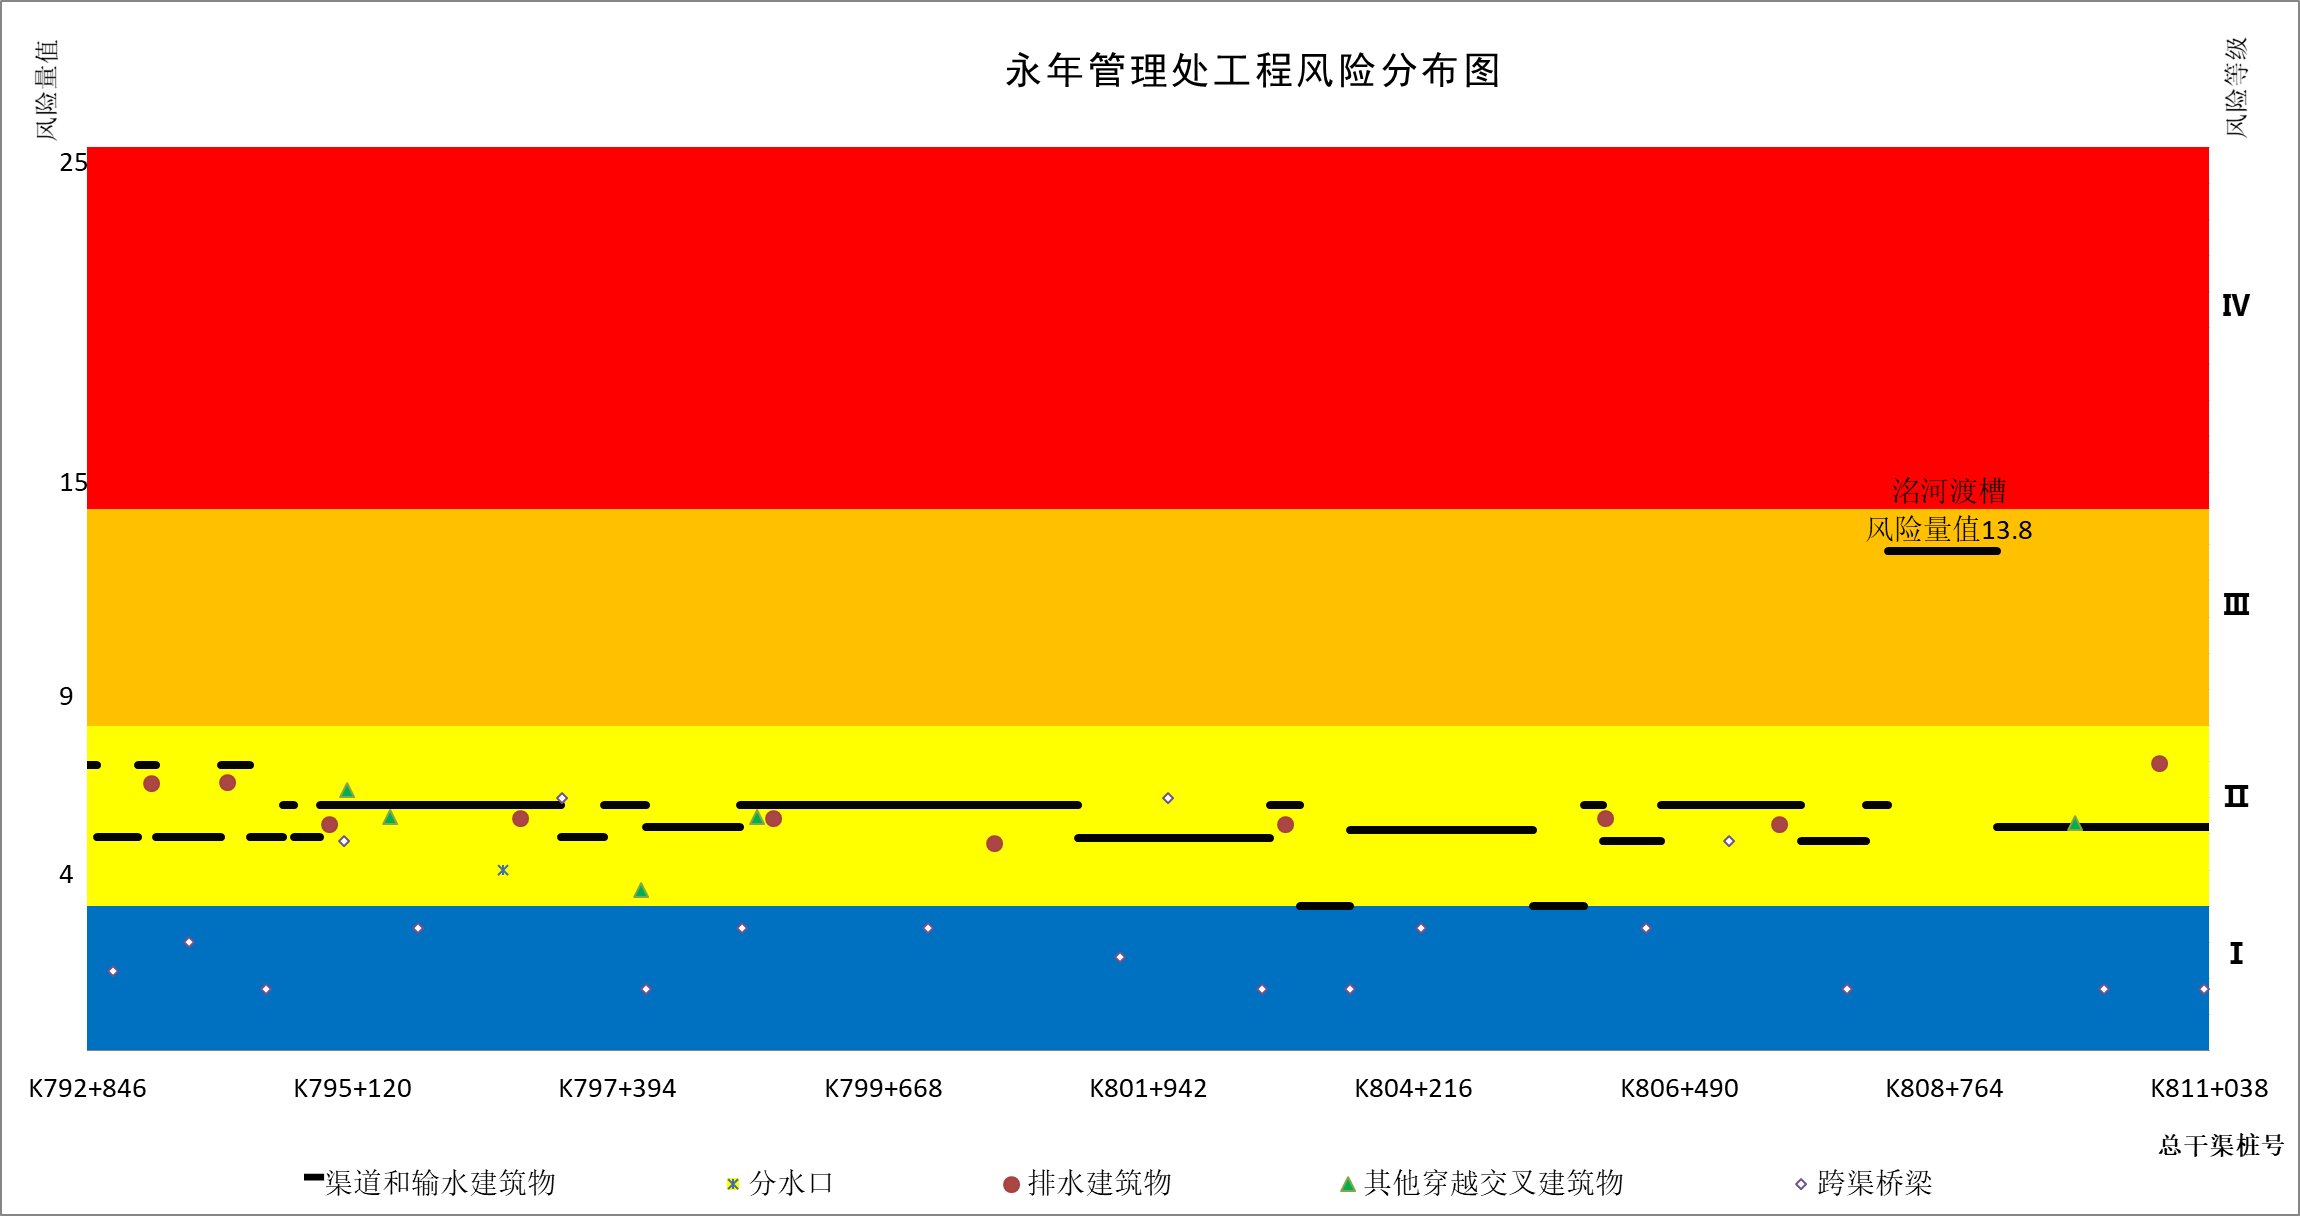 永年管理处工程风险分布图
风险量值
风险等级
25
15
9
4
洺河渡槽
风险量值13.8
IV
III
II
I
K792+846
K795+120
K797+394
K799+668
K801+942
K804+216
K806+490
K808+764
K811+038
总干渠桩号
渠道和输水建筑物
分水口
排水建筑物
其他穿越交叉建筑物
跨渠桥梁